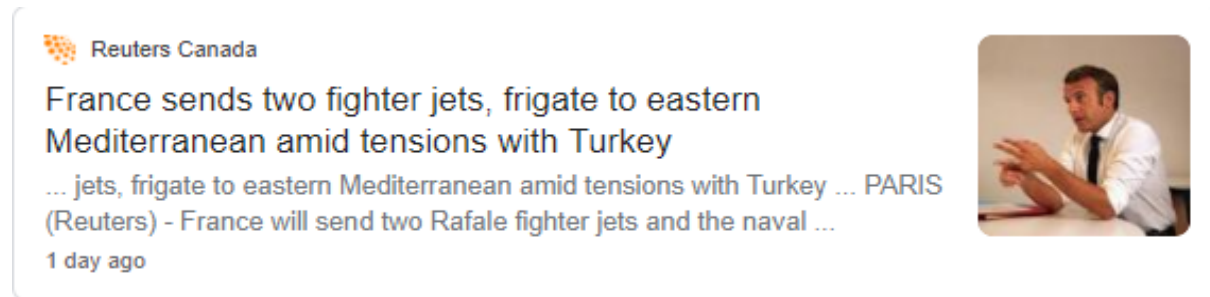 Reuters Canada
France sends two fighter jets, frigate to eastern
Mediterranean amid tensions with Turkey
... jets, frigate to eastern Mediterranean amid tensions with Turkey ... PARIS
(Reuters) - France will send two Rafale fighter jets and the naval ...
1 day ago